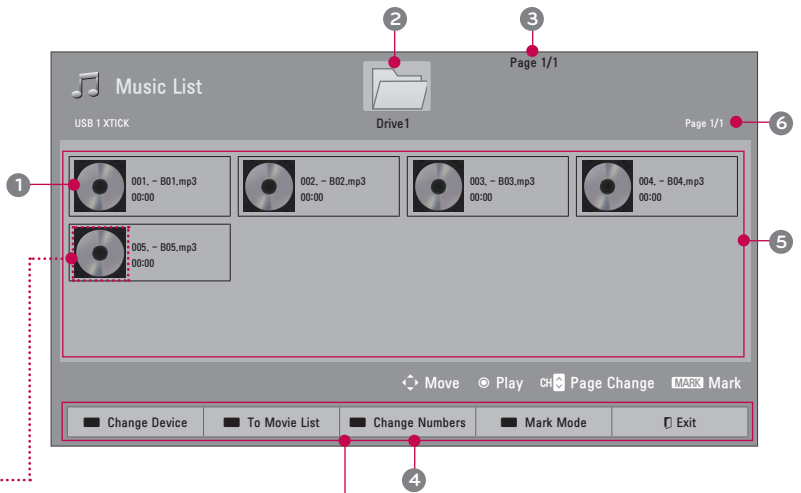 2
3
Page 1/1
Music List
USB 1 XTICK
Drive1
Page 1/1
6
1
001. – B01.mp3
00:00
002. – B02.mp3
00:00
003. – B03.mp3
00:00
004. – B04.mp3
00:00
5
005. – B05.mp3
00:00
Move Play CH Page Change MARK Mark
Change Device To Movie List Change Numbers Mark Mode Exit
4